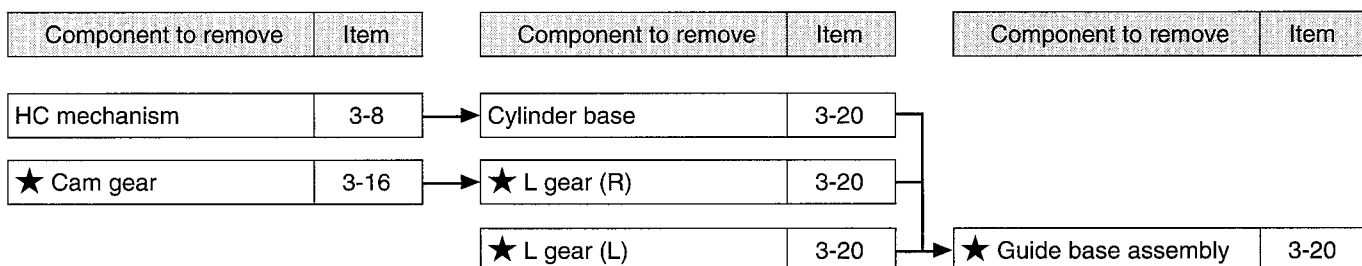 Component to remove Item Component to remove Item Component to remove Item
HC mechanism 3-8 Cylinder base 3-20
★ Cam gear 3-16 ★ L gear (R) 3-20
★ L gear (L) 3-20 ★ Guide base assembly 3-20